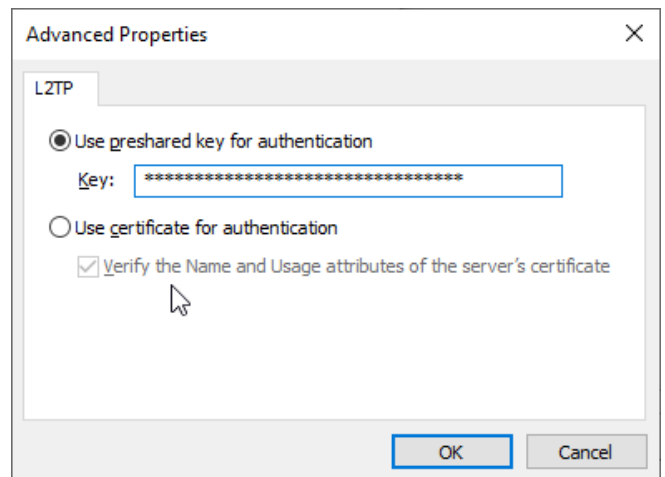 Advanced Properties
L2TP
Use preshared key for authentication
Key: ********************************
Use certificate for authentication
Verify the Name and Usage attributes of the server's certificate
OK Cancel